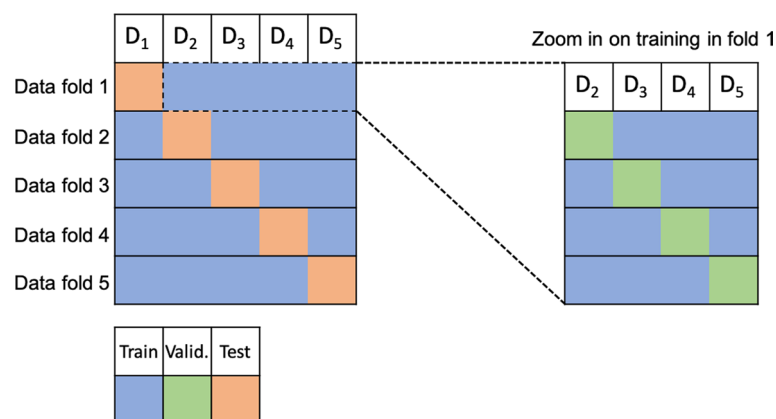 D₁ D₂ D₃ D₄ D₅
Zoom in on training in fold 1
Data fold 1
D₂ D₃ D₄ D₅
Data fold 2
Data fold 3
Data fold 4
Data fold 5
Train Valid. Test